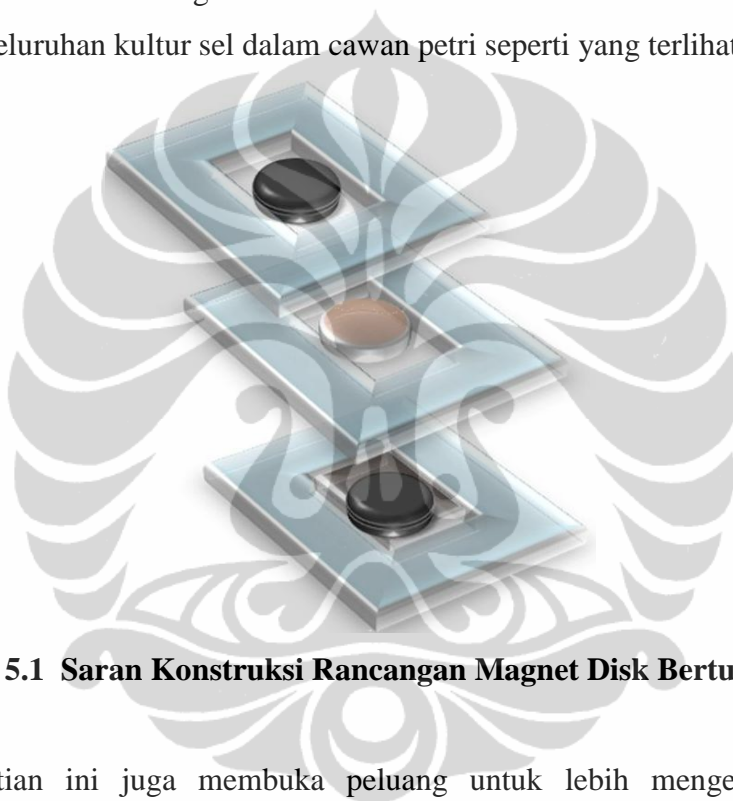 eluruhan kultur sel dalam cawan petri seperti yang terlihat
5.1 Saran Konstruksi Rancangan Magnet Disk Bertu
tian ini juga membuka peluang untuk lebih menge